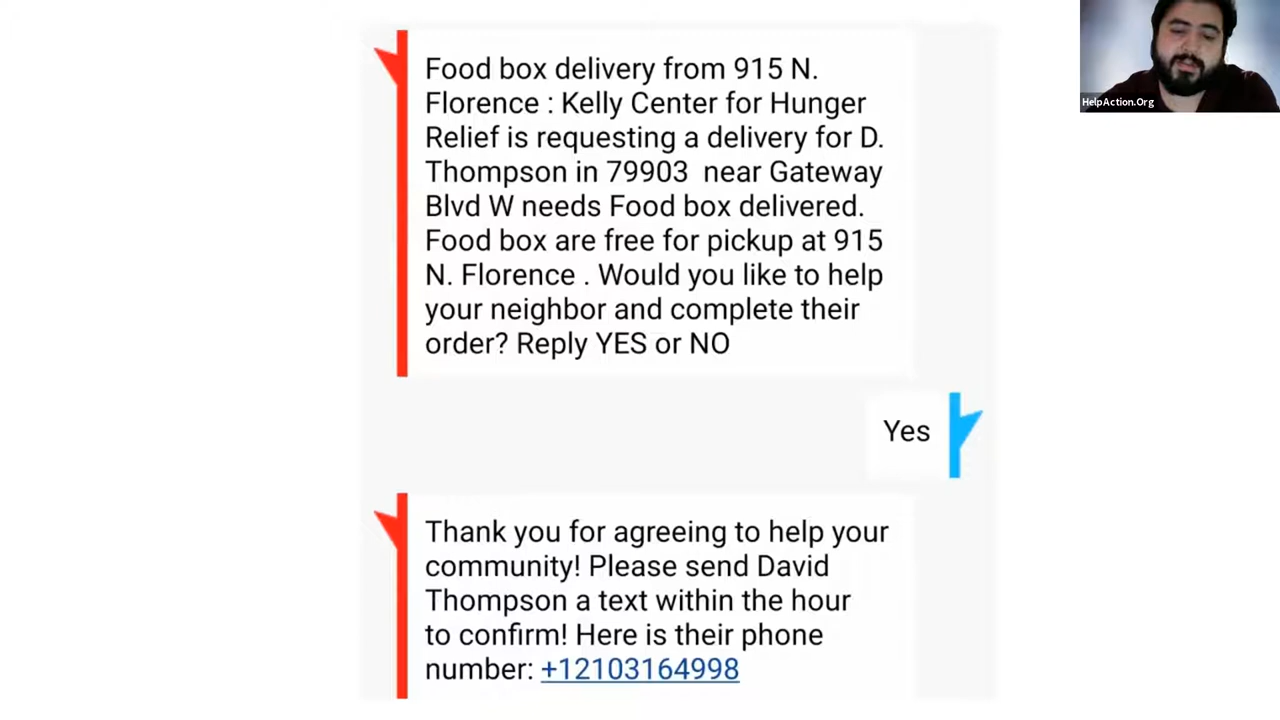 Food box delivery from 915 N.
Florence : Kelly Center for Hunger
Relief is requesting a delivery for D.
Thompson in 79903  near Gateway
Blvd W needs Food box delivered.
Food box are free for pickup at 915
N. Florence . Would you like to help
your neighbor and complete their
order? Reply YES or NO
Yes
Thank you for agreeing to help your
community! Please send David
Thompson a text within the hour
to confirm! Here is their phone
number: +12103164998
HelpAction.Org